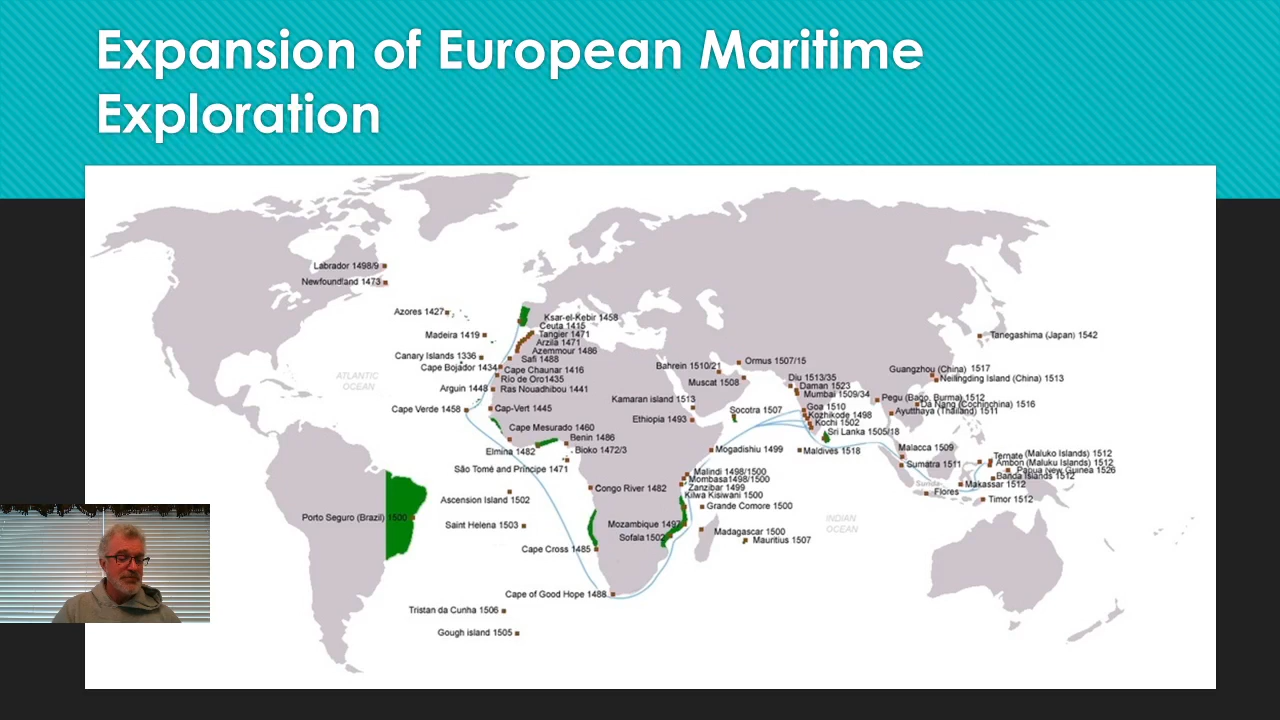 Expansion of European Maritime
Exploration
Labrador 1498/9
Newfoundland 1473
Azores 1427
Madeira 1419
Canary Islands 1336
Cape Bojador 1434
Arguin 1448
Cape Verde 1458
ATLANTIC
OCEAN
Ksar-el-Kebir 1458
Ceuta 1415
Tangier 1471
Arzila 1471
Azemmour 1486
Safi 1488
Cape Chaunar 1416
Rio de Oro1435
Ras Nouadhibou 1441
Cap-Vert 1445
Cape Mesurado 1460
Benin 1486
Elmina 1482
Bioko 1472/3
São Tomé and Príncipe 1471
Ascension Island 1502
Congo River 1482
Porto Seguro (Brazil) 1500
Saint Helena 1503
Cape Cross 1485
Cape of Good Hope 1488
Tristan da Cunha 1506
Gough island 1505
Bahrein 1510/21
Ormus 1507/15
Muscat 1508
Kamaran island 1513
Ethiopia 1493
Socotra 1507
Mogadishiu 1499
Malindi 1498/1500
Mombasa1498/1500
Zanzibar 1499
Kilwa Kisiwani 1500
Grande Comore 1500
Mozambique 1497
Sofala 1502
Madagascar 1500
Mauritius 1507
Diu 1513/35
Daman 1523
Mumbai 1509/34
Goa 1510
Kozhikode 1498
Kochi 1502
Sri Lanka 1505/18
Maldives 1518
INDIAN
OCEAN
Tanegashima (Japan) 1542
Guangzhou (China) 1517
Neilingding Island (China) 1513
Pegu (Bago, Burma) 1512
Da Nang (Cochinchina) 1516
Ayutthaya (Thailand) 1511
Malacca 1509
Sumatra 1511
Sunda
Flores
Ternate (Maluko Islands) 1512
Ambon (Maluku Islands) 1512
Papua New Guinea 1526
Banda Islands 1512
Makassar 1512
Timor 1512